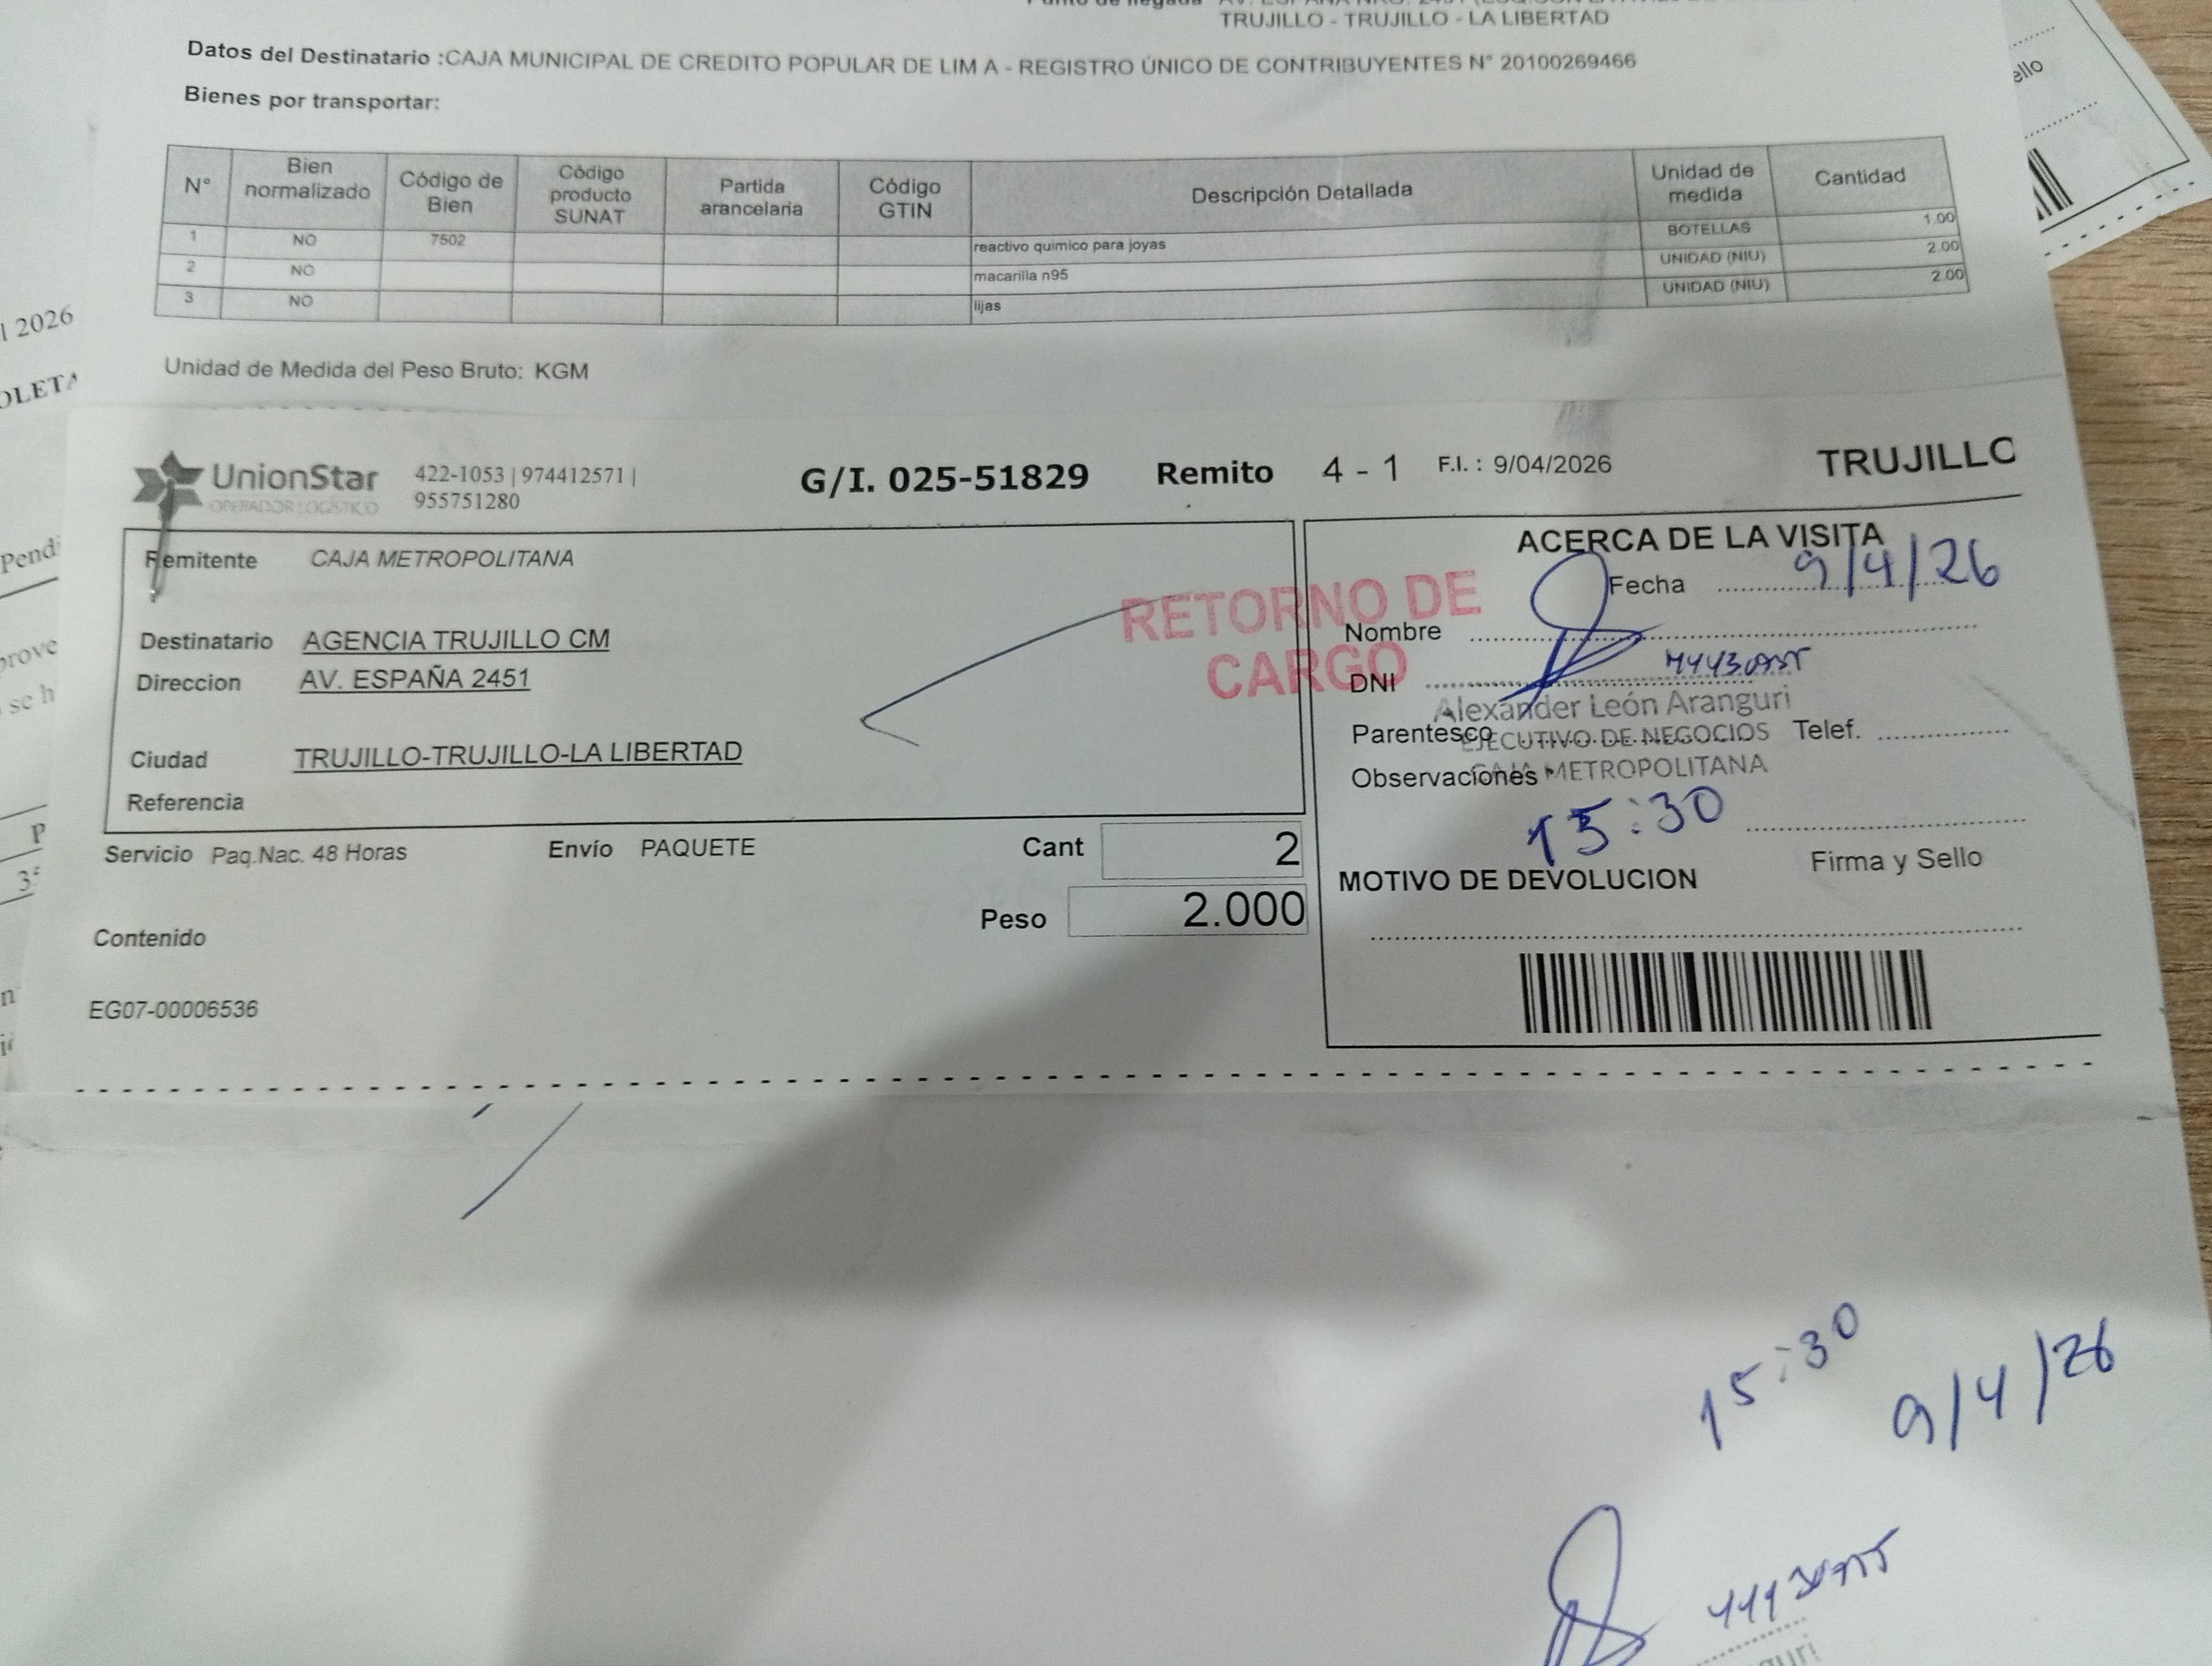 TRUJILLO - TRUJILLO - LA LIBERTAD
Datos del Destinatario :CAJA MUNICIPAL DE CREDITO POPULAR DE LIM A - REGISTRO ÚNICO DE CONTRIBUYENTES N° 20100269466
Bienes por transportar:
N° Bien normalizado Código de Bien Código producto SUNAT Partida arancelaria Código GTIN Descripción Detallada Unidad de medida Cantidad
1 NO 7502 reactivo quimico para joyas BOTELLAS 1.00
2 NO macarilla n95 UNIDAD (NIU) 2.00
3 NO lijas UNIDAD (NIU) 2.00
Unidad de Medida del Peso Bruto: KGM
2026
UnionStar
OPERADOR LOGÍSTICO
422-1053 | 974412571 |
955751280
G/I. 025-51829 Remito 4 - 1 F.I. : 9/04/2026 TRUJILLO
Remitente CAJA METROPOLITANA
Destinatario AGENCIA TRUJILLO CM
Direccion AV. ESPAÑA 2451
Ciudad TRUJILLO-TRUJILLO-LA LIBERTAD
Referencia
RETORNO DE
CARGO
ACERCA DE LA VISITA
Fecha 9/4/26
Nombre
DNI
Alexander León Aranguri
Parentesco EJECUTIVO DE NEGOCIOS Telef.
Observaciones CAJA METROPOLITANA
15:30
Firma y Sello
MOTIVO DE DEVOLUCION
Servicio Paq.Nac. 48 Horas Envío PAQUETE Cant 2
Peso 2.000
Contenido
EG07-00006536
15:30
9/4/26